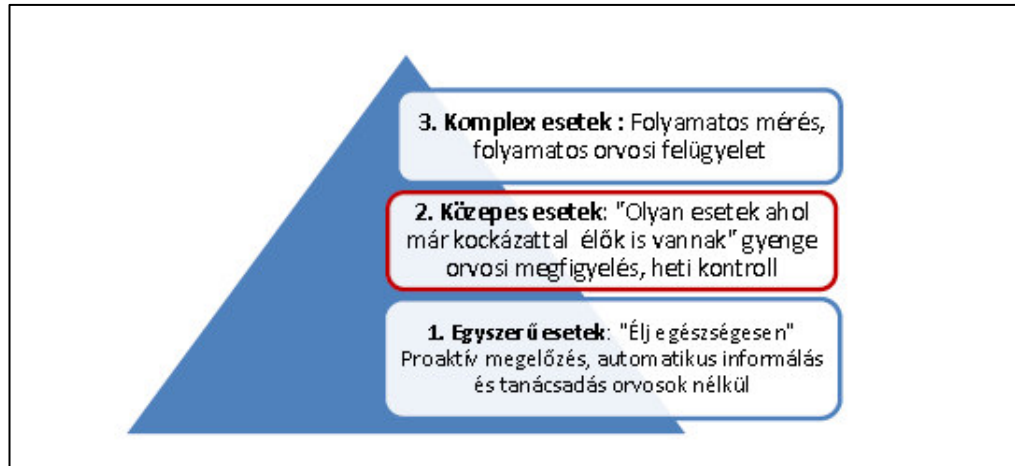 3. Komplex esetek : Folyamatos mérés,
folyamatos orvosi felügyelet
2. Közepes esetek: "Olyan esetek ahol
már kockázattal élők is vannak" gyenge
orvosi megfigyelés, heti kontroll
1. Egyszerű esetek: "Élj egészségesen"
Proaktív megelőzés, automatikus informálás
és tanácsadás orvosok nélkül